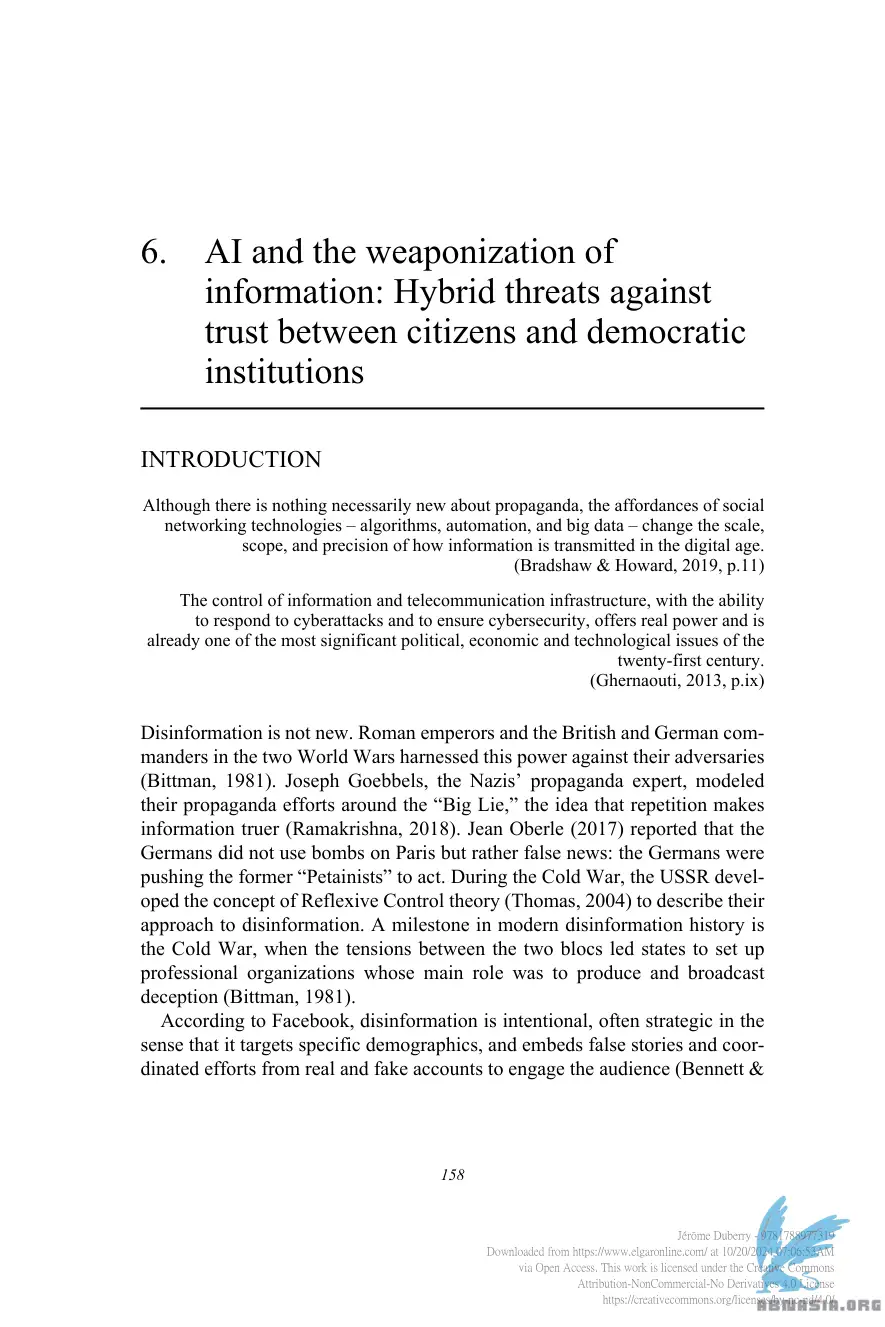 6. AI and the weaponization of
information: Hybrid threats against
trust between citizens and democratic
institutions
INTRODUCTION
Although there is nothing necessarily new about propaganda, the affordances of social
networking technologies – algorithms, automation, and big data – change the scale,
scope, and precision of how information is transmitted in the digital age.
(Bradshaw & Howard, 2019, p.11)
The control of information and telecommunication infrastructure, with the ability
to respond to cyberattacks and to ensure cybersecurity, offers real power and is
already one of the most significant political, economic and technological issues of the
twenty-first century.
(Ghernaouti, 2013, p.ix)
Disinformation is not new. Roman emperors and the British and German com-
manders in the two World Wars harnessed this power against their adversaries
(Bittman, 1981). Joseph Goebbels, the Nazis’ propaganda expert, modeled
their propaganda efforts around the “Big Lie,” the idea that repetition makes
information truer (Ramakrishna, 2018). Jean Oberle (2017) reported that the
Germans did not use bombs on Paris but rather false news: the Germans were
pushing the former “Petainists” to act. During the Cold War, the USSR devel-
oped the concept of Reflexive Control theory (Thomas, 2004) to describe their
approach to disinformation. A milestone in modern disinformation history is
the Cold War, when the tensions between the two blocs led states to set up
professional organizations whose main role was to produce and broadcast
deception (Bittman, 1981).
According to Facebook, disinformation is intentional, often strategic in the
sense that it targets specific demographics, and embeds false stories and coor-
dinated efforts from real and fake accounts to engage the audience (Bennett &
158
Jérôme Duberry - 9781788977319
Downloaded from https://www.elgaronline.com/ at 10/20/2024 07:06:53AM
via Open Access. This work is licensed under the Creative Commons
Attribution-NonCommercial-No Derivatives 4.0 License
https://creativecommons.org/licenses/by-nc-nd/4.0/
ABTWASIA.ORG